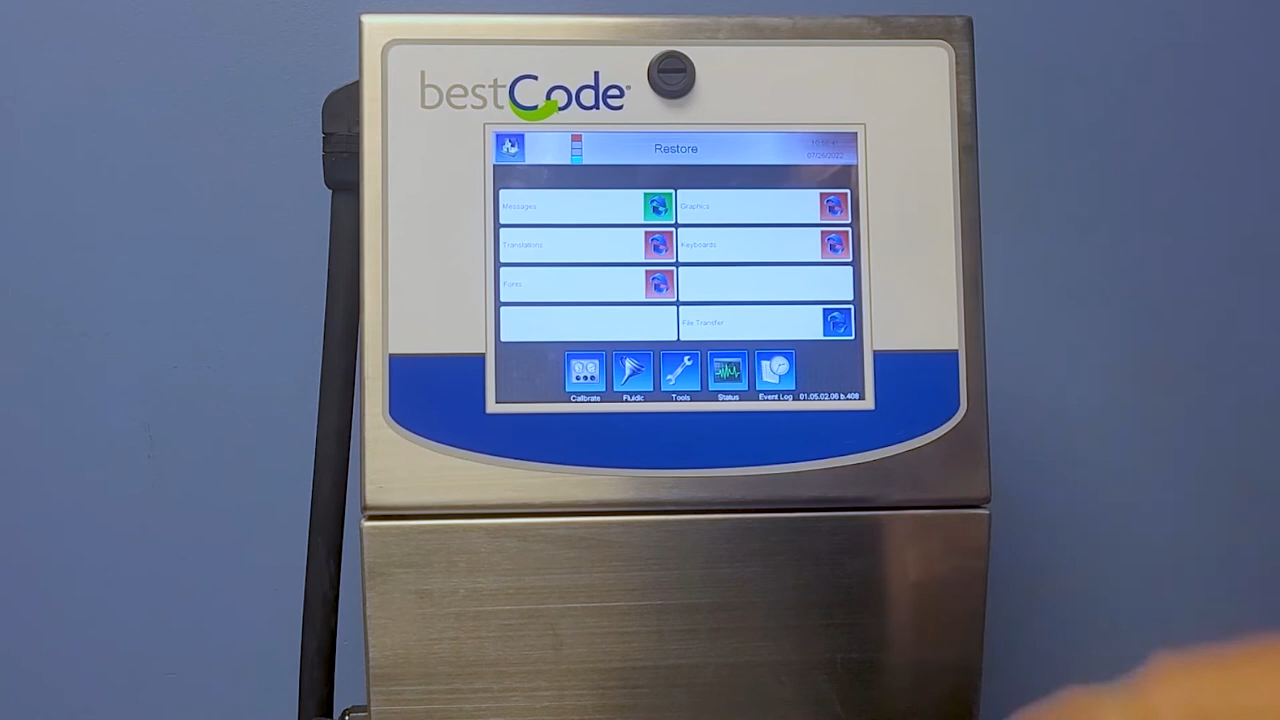 bestCode
Restore
07/26/2022
Messages
Graphics
Translations
Keyboards
Fonts
File Transfer
Calibrate
Fluidic
Tools
Status
Event Log
01.05.02.06 b.408